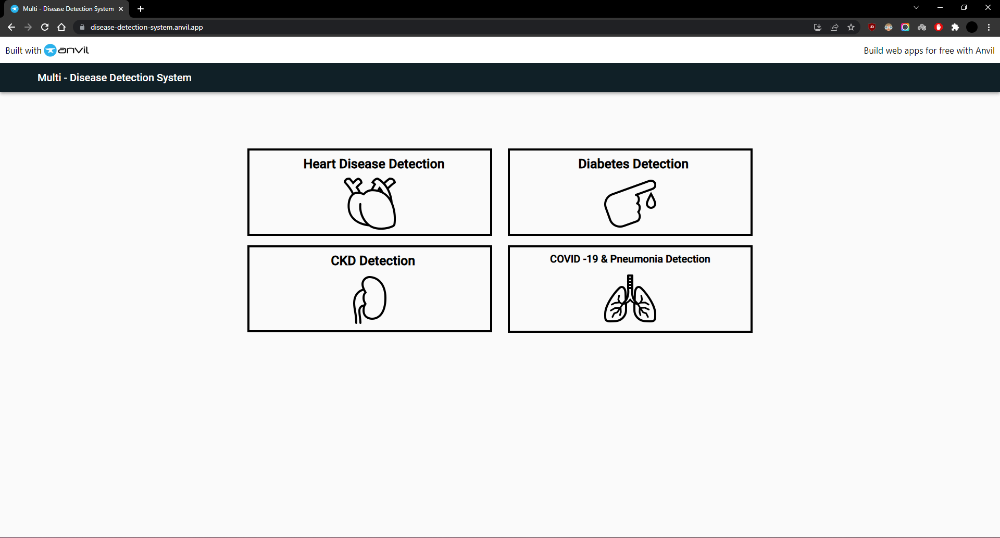 Multi - Disease Detection System
disease-detection-system.anvil.app
Built with anvil
Build web apps for free with Anvil
Multi - Disease Detection System
Heart Disease Detection
Diabetes Detection
CKD Detection
COVID -19 & Pneumonia Detection